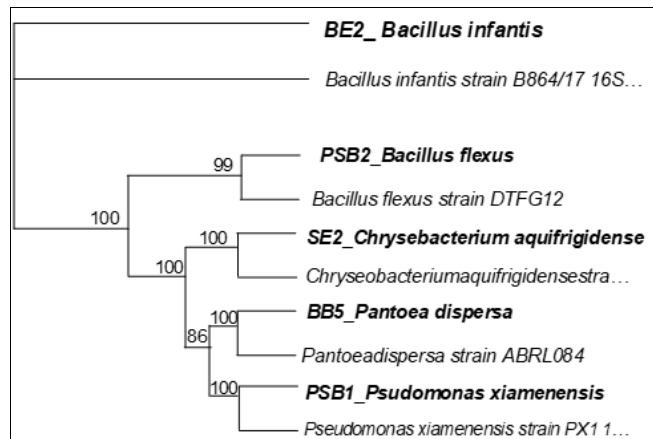 BE2_ Bacillus infantis
Bacillus infantis strain B864/17 16S...
99
PSB2_Bacillus flexus
Bacillus flexus strain DTFG12
100
100
SE2_Chrysebacterium aquifrigidense
100
Chryseobacteriumaquifrigidensestra...
100
BB5_Pantoea dispersa
86
Pantoeadispersa strain ABRL084
100
PSB1_Psudomonas xiamenensis
Pseudomonas xiamenensis strain PX1 1...